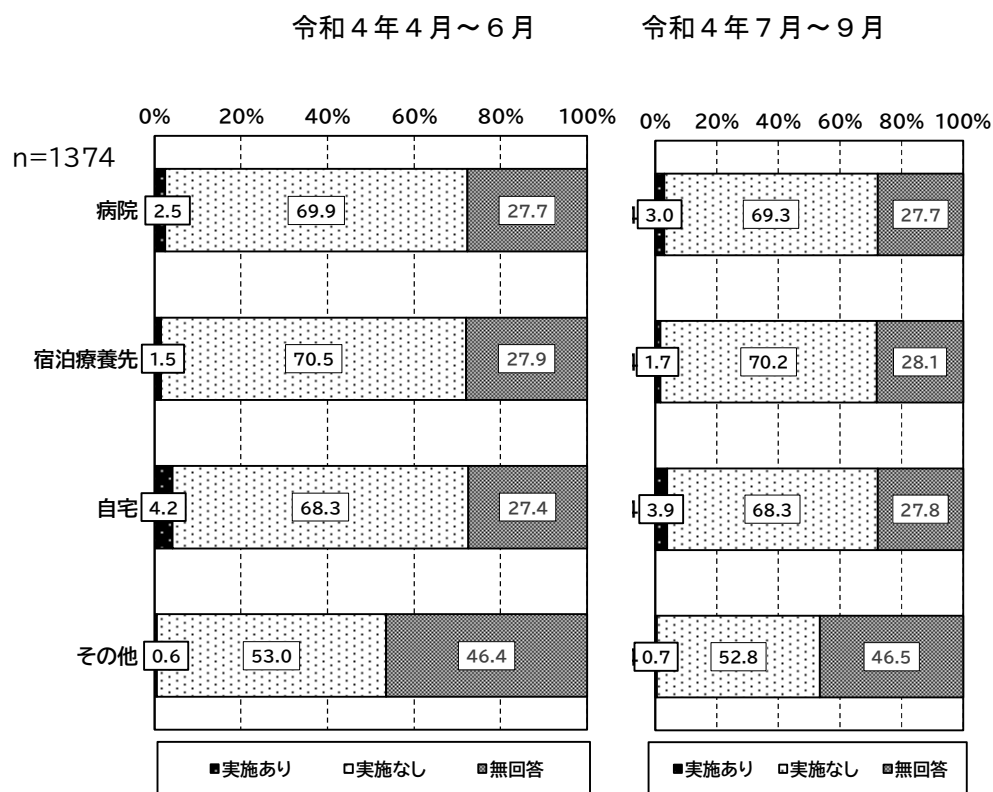 令和４年４月～６月 令和４年７月～９月
0% 20% 40% 60% 80% 100% 0% 20% 40% 60% 80% 100%
n=1374
病院 2.5 69.9 27.7 3.0 69.3 27.7
宿泊療養先 1.5 70.5 27.9 1.7 70.2 28.1
自宅 4.2 68.3 27.4 3.9 68.3 27.8
その他 0.6 53.0 46.4 0.7 52.8 46.5
実施あり 実施なし 無回答 実施あり 実施なし 無回答